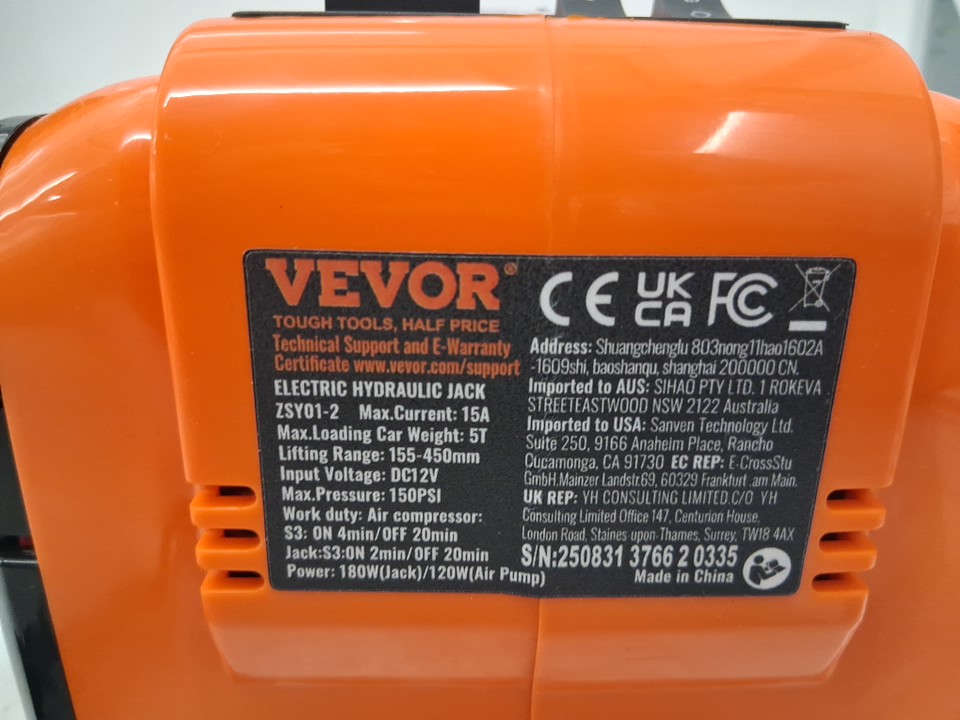 VEVOR®
TOUGH TOOLS, HALF PRICE
Technical Support and E-Warranty
Certificate www.vevor.com/support
ELECTRIC HYDRAULIC JACK
ZSY01-2 Max.Current: 15A
Max.Loading Car Weight: 5T
Lifting Range: 155-450mm
Input Voltage: DC12V
Max.Pressure: 150PSI
Work duty: Air compressor:
S3: ON 4min/OFF 20min
Jack:S3:ON 2min/OFF 20min
Power: 180W(Jack)/120W(Air Pump)
CE UK CA FC
Address: Shuangchenglu 803nong11hao1602A
-1609shi, baoshanqu, shanghai 200000 CN.
Imported to AUS: SIHAO PTY LTD. 1 ROKEVA
STREETEASTWOOD NSW 2122 Australia
Imported to USA: Sanven Technology Ltd.
Suite 250, 9166 Anaheim Place, Rancho
Cucamonga, CA 91730 EC REP: E-CrossStu
GmbH.Mainzer Landstr.69, 60329 Frankfurt am Main.
UK REP: YH CONSULTING LIMITED.C/O YH
Consulting Limited Office 147, Centurion House,
London Road, Staines-upon-Thames, Surrey, TW18 4AX
S/N:250831 3766 2 0335
Made in China